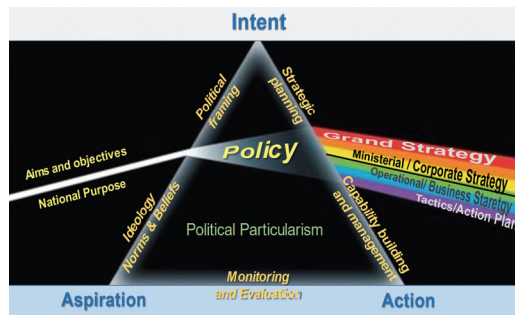 Intent
Political
framing
Strategic
planning
Aims and objectives
National Purpose
Policy
Grand Strategy
Ministerial / Corporate Strategy
Operational/ Business Staretgy
Tactics/Action Plan
Ideology
Norms & Beliefs
Political Particularism
Capability building
and management
Monitoring
and Evaluation
Aspiration
Action